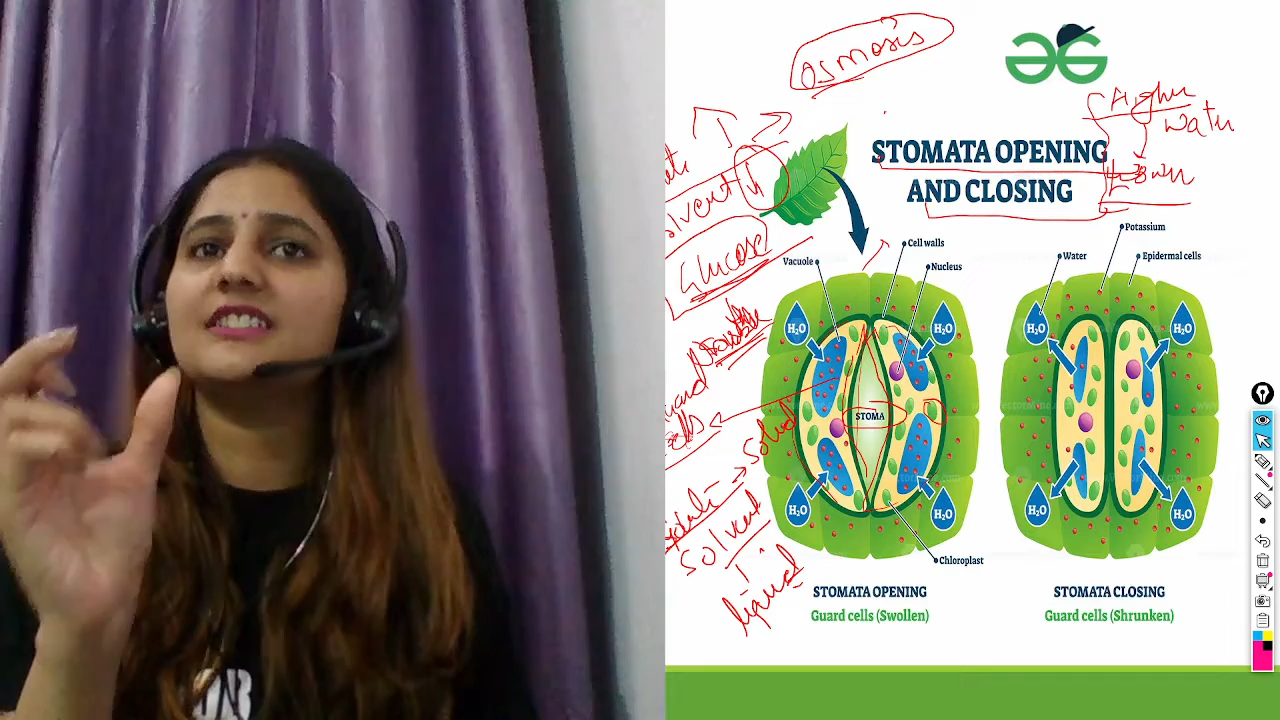 osmosis
Higher
water
Lower
STOMATA OPENING
AND CLOSING
solvent
Glucose
Potassium
Cell walls
Water
Epidermal cells
Vacuole
Nucleus
H₂O
H₂O
H₂O
H₂O
STOMA
solid
cells
H₂O
H₂O
H₂O
H₂O
solvent
liquid
Chloroplast
STOMATA OPENING
STOMATA CLOSING
Guard cells (Swollen)
Guard cells (Shrunken)